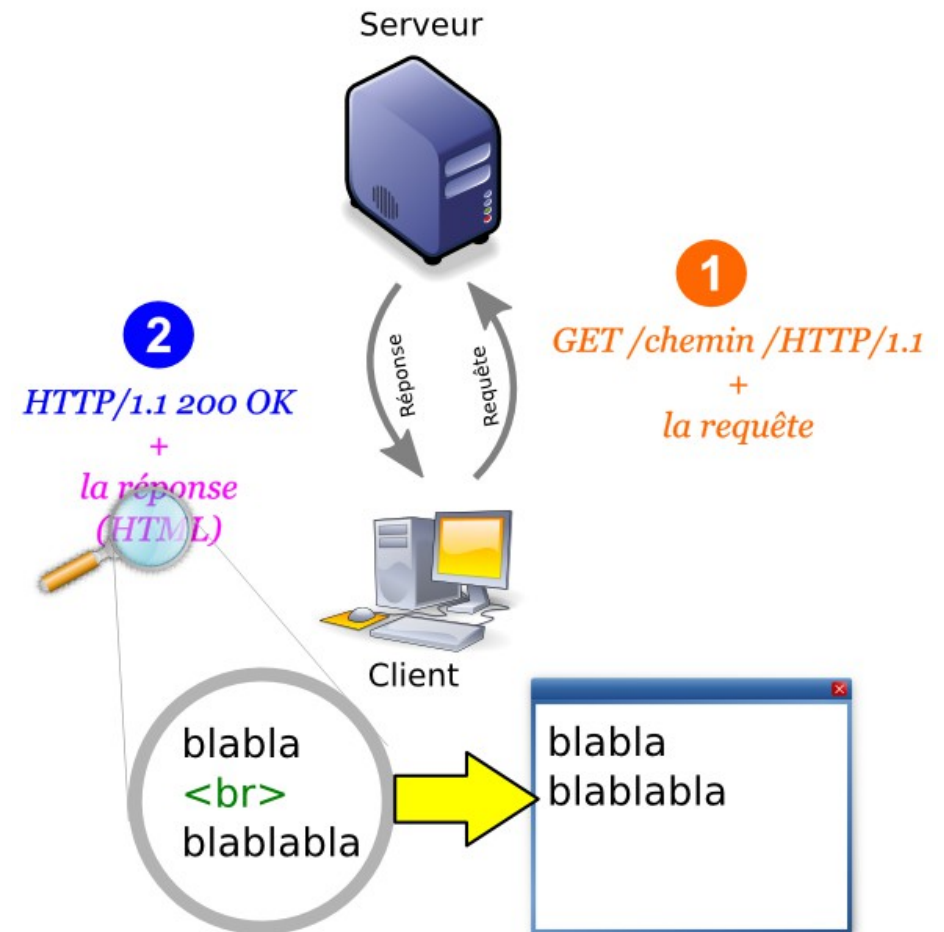 Serveur
1
GET /chemin /HTTP/1.1
+
la requête
2
HTTP/1.1 200 OK
+
la réponse
(HTML)
Réponse
Requête
Client
blabla
<br>
blablabla
blabla
blablabla